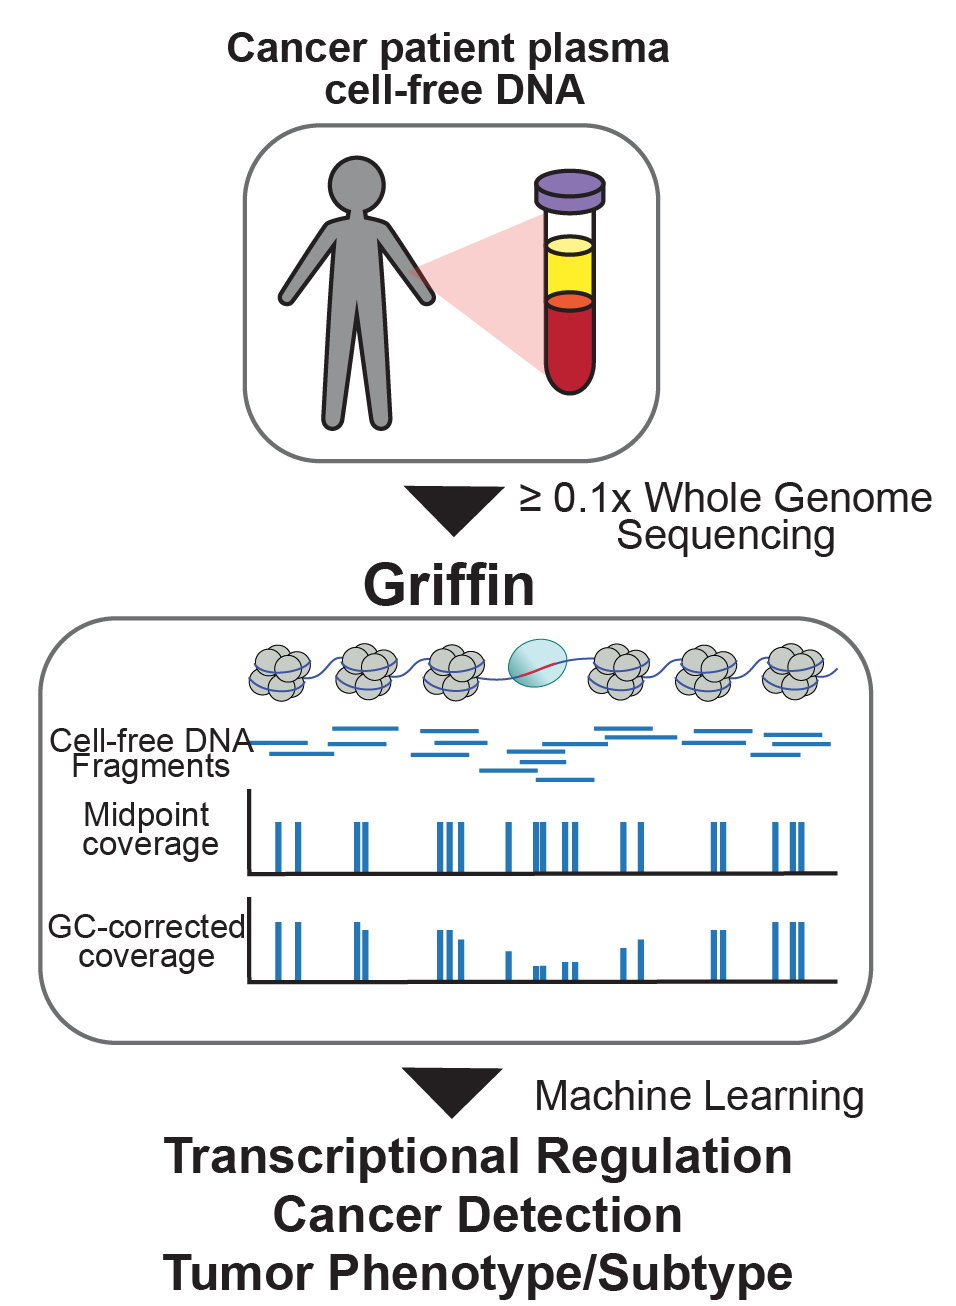 Cancer patient plasma
cell-free DNA
≥ 0.1x Whole Genome
Sequencing
Griffin
Cell-free DNA
Fragments
Midpoint
coverage
GC-corrected
coverage
Machine Learning
Transcriptional Regulation
Cancer Detection
Tumor Phenotype/Subtype